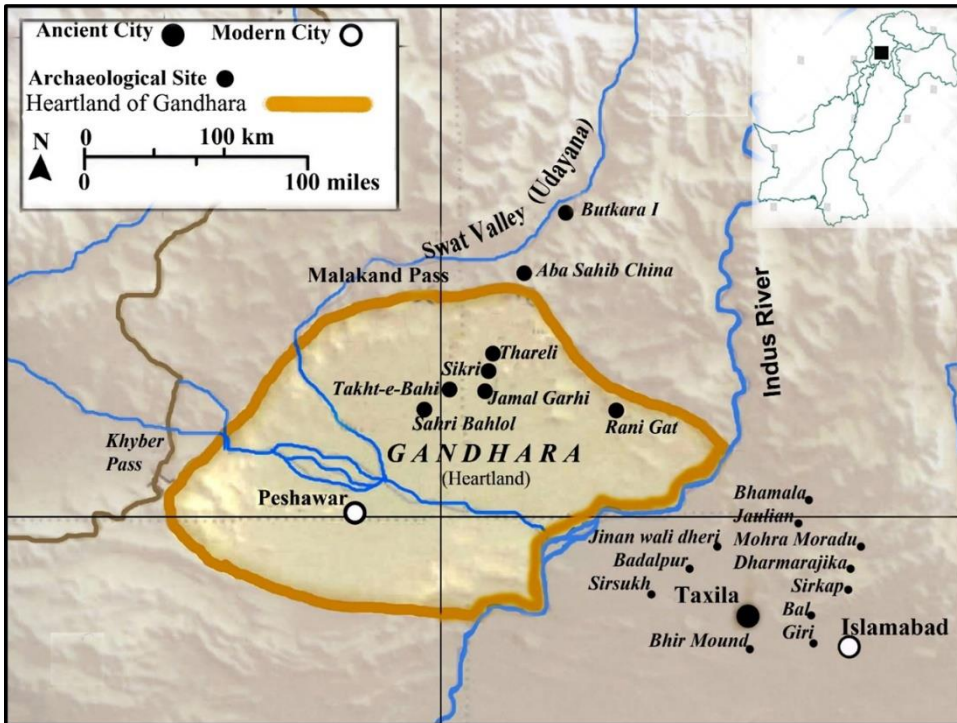 Ancient City
Modern City
Archaeological Site
Heartland of Gandhara
N
0
100 km
0
100 miles
Swat Valley (Udayana)
Butkara I
Malakand Pass
Aba Sahib China
Indus River
Thareli
Sikri
Takht-e-Bahi
Jamal Garhi
Sahri Bahlol
Rani Gat
GANDHARA
(Heartland)
Khyber
Pass
Peshawar
Bhamala
Jaulian
Jinan wali dheri
Mohra Moradu
Badalpur
Dharmarajika
Sirsukh
Sirkap
Taxila
Bal
Giri
Islamabad
Bhir Mound